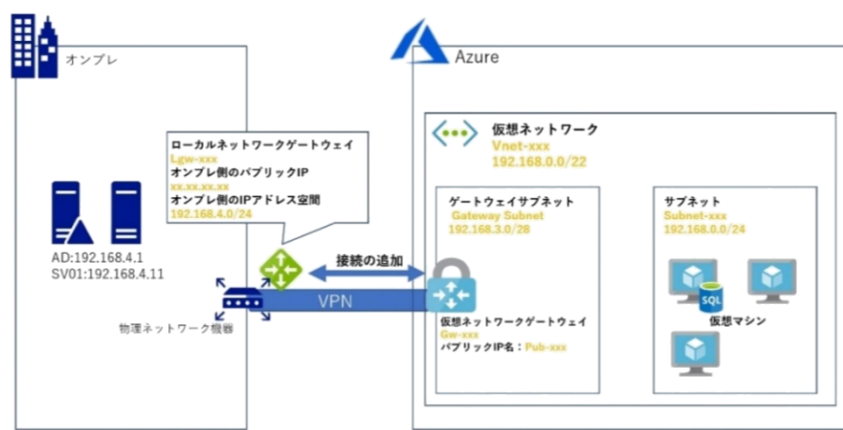 オンプレ
Azure
ローカルネットワークゲートウェイ
Lgw-xxx
オンプレ側のパブリックIP
xx.xx.xx.xx
オンプレ側のIPアドレス空間
192.168.4.0/24
仮想ネットワーク
Vnet-xxx
192.168.0.0/22
ゲートウェイサブネット
Gateway Subnet
192.168.3.0/28
サブネット
Subnet-xxx
192.168.0.0/24
AD:192.168.4.1
SV01:192.168.4.11
接続の追加
VPN
物理ネットワーク機器
仮想ネットワークゲートウェイ
Gw-xxx
パブリックIP名:Pub-xxx
SQL
仮想マシン